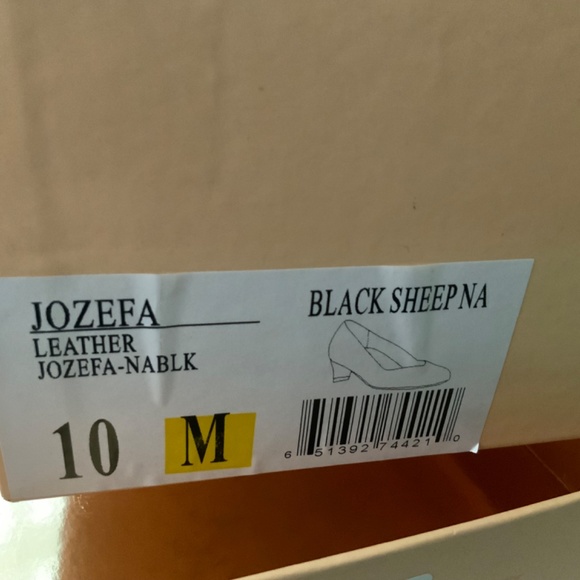 JOZEFA
LEATHER
JOZEFA-NABLK
10 M
BLACK SHEEP NA
6 51392 74421 0